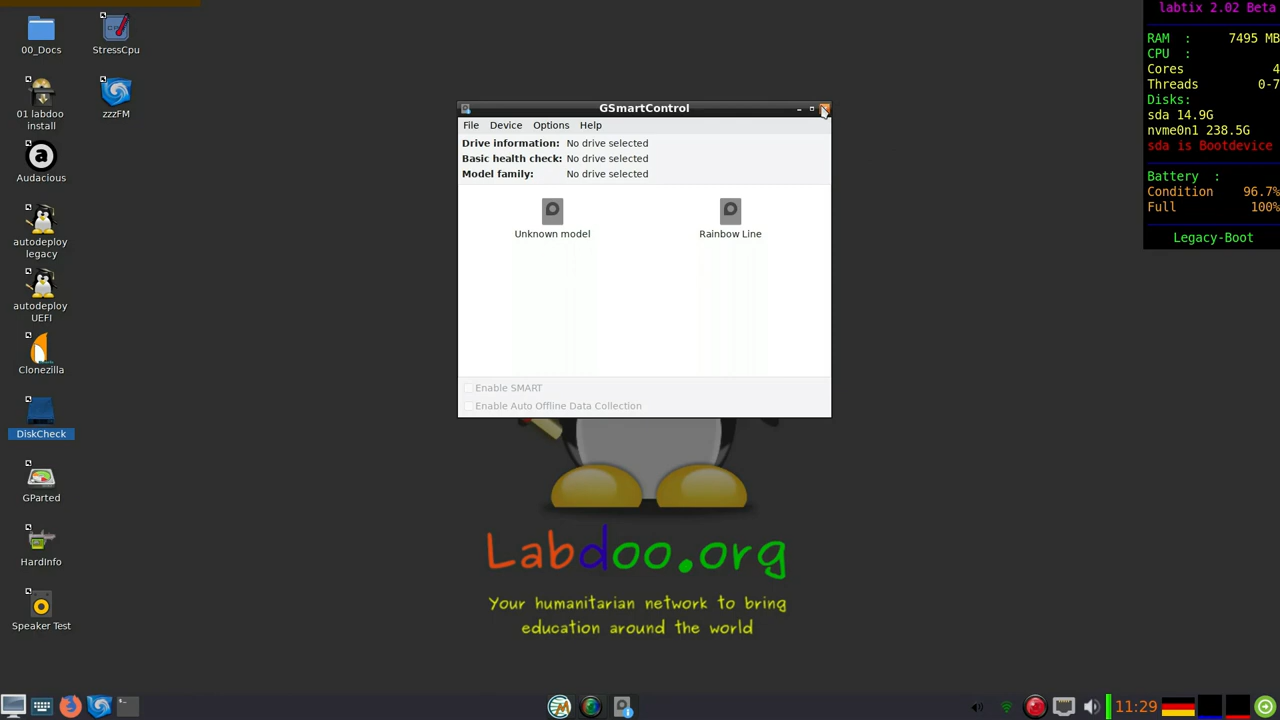 00_Docs
StressCpu
01 labdoo
install
zzzFM
Audacious
autodeploy
legacy
autodeploy
UEFI
Clonezilla
DiskCheck
GParted
HardInfo
Speaker Test
GSmartControl
File Device Options Help
Drive information: No drive selected
Basic health check: No drive selected
Model family: No drive selected
Unknown model
Rainbow Line
Enable SMART
Enable Auto Offline Data Collection
Labdoo.org
Your humanitarian network to bring
education around the world
labtix 2.02 Beta
RAM : 7495 MB
CPU :
Cores 4
Threads 0-7
Disks:
sda 14.9G
nvme0n1 238.5G
sda is Bootdevice
Battery :
Condition 96.7%
Full 100%
Legacy-Boot
11:29